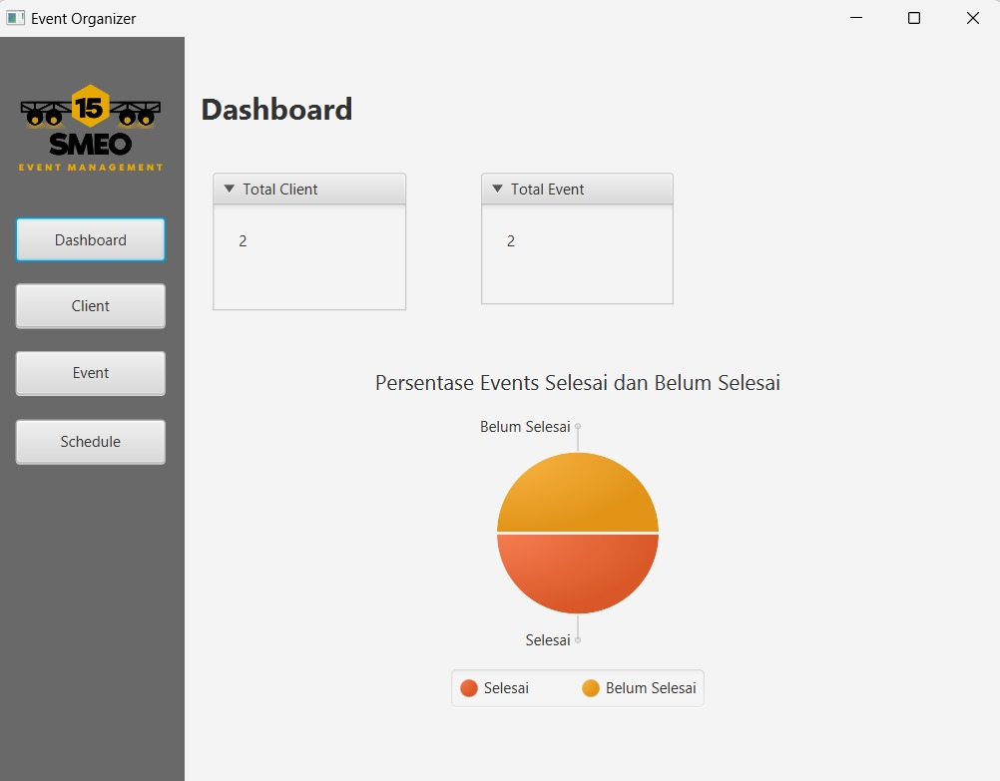 Event Organizer
15
SMEO
EVENT MANAGEMENT
Dashboard
Client
Event
Schedule
Dashboard
Total Client
2
Total Event
2
Persentase Events Selesai dan Belum Selesai
Belum Selesai
Selesai
Selesai
Belum Selesai